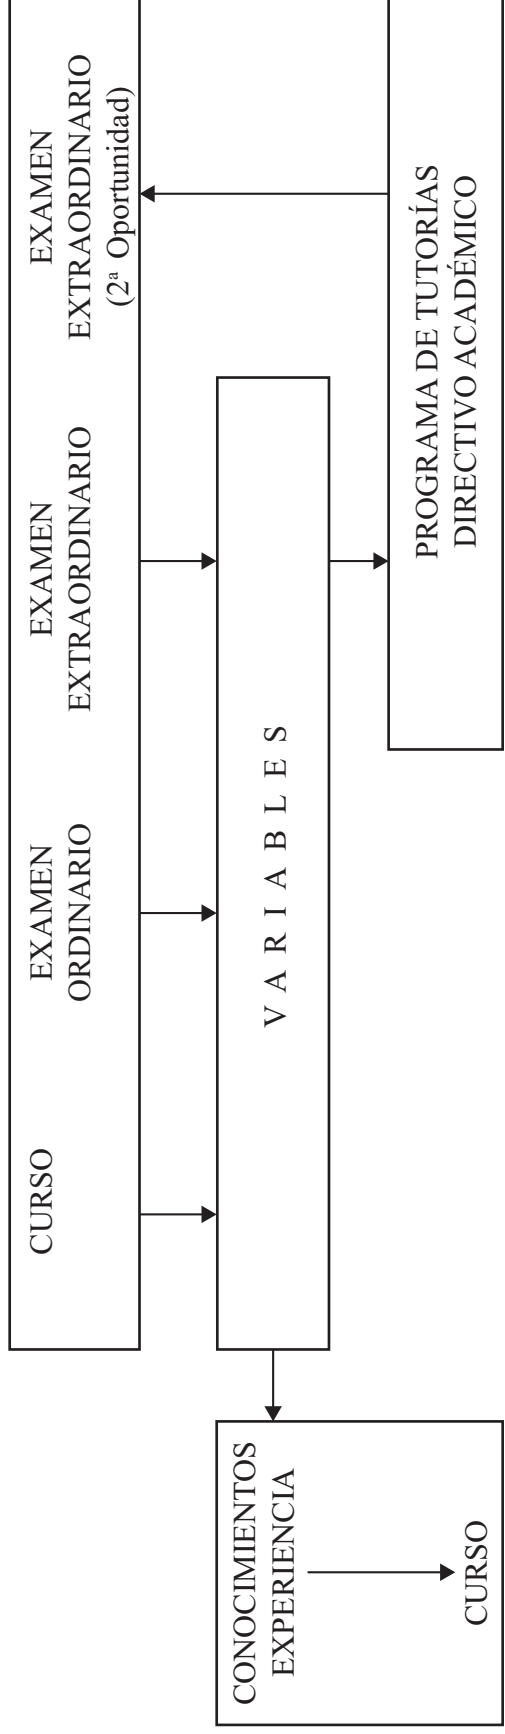 CURSO
EXAMEN
ORDINARIO
EXAMEN
EXTRAORDINARIO
EXAMEN
EXTRAORDINARIO
(2ª Oportunidad)
V A R I A B L E S
CONOCIMIENTOS
EXPERIENCIA
CURSO
PROGRAMA DE TUTORÍAS
DIRECTIVO ACADÉMICO